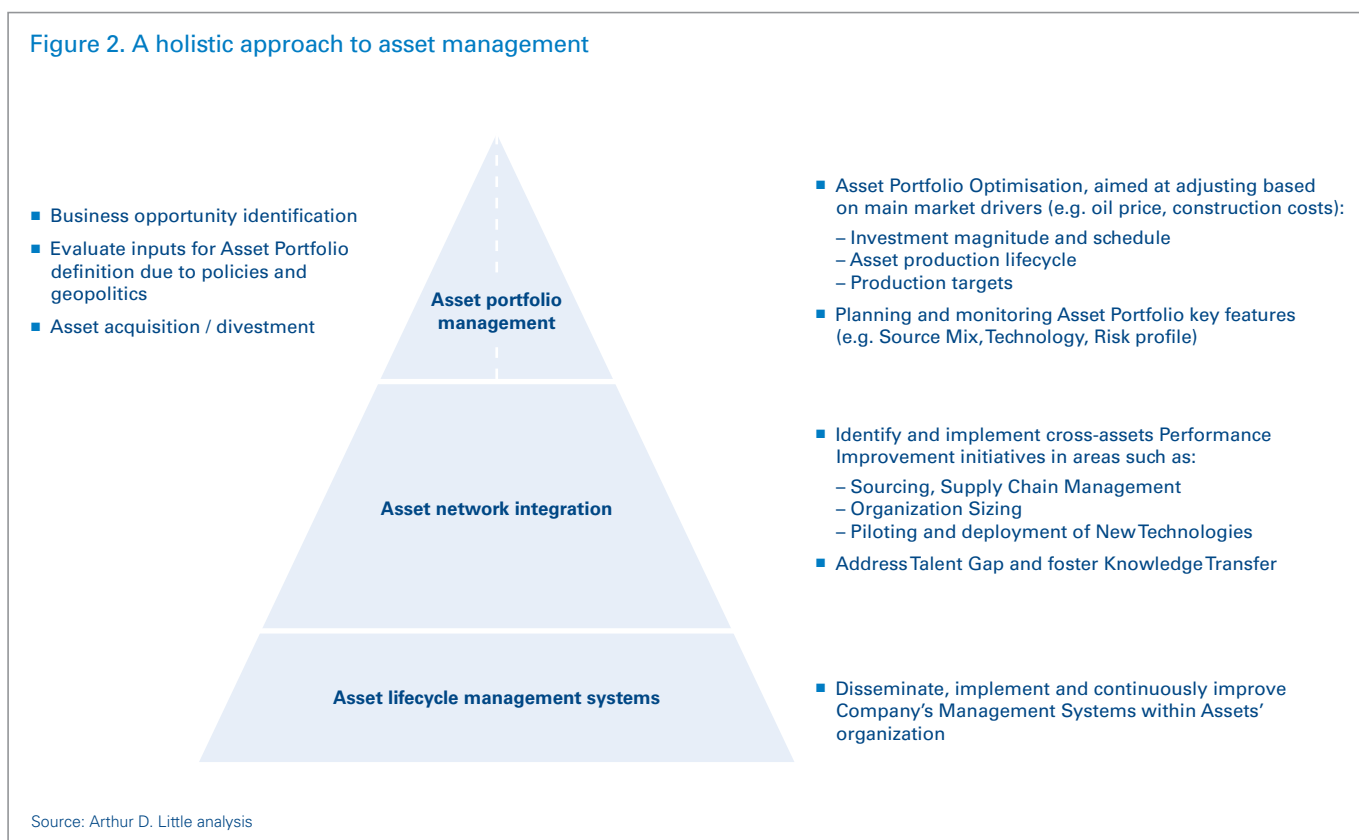 Figure 2. A holistic approach to asset management
■ Business opportunity identification
■ Evaluate inputs for Asset Portfolio
definition due to policies and
geopolitics
■ Asset acquisition / divestment
Asset portfolio
management
■ Asset Portfolio Optimisation, aimed at adjusting based
on main market drivers (e.g. oil price, construction costs):
– Investment magnitude and schedule
– Asset production lifecycle
– Production targets
■ Planning and monitoring Asset Portfolio key features
(e.g. Source Mix, Technology, Risk profile)
Asset network integration
■ Identify and implement cross-assets Performance
Improvement initiatives in areas such as:
– Sourcing, Supply Chain Management
– Organization Sizing
– Piloting and deployment of New Technologies
■ Address Talent Gap and foster Knowledge Transfer
Asset lifecycle management systems
■ Disseminate, implement and continuously improve
Company's Management Systems within Assets'
organization
Source: Arthur D. Little analysis